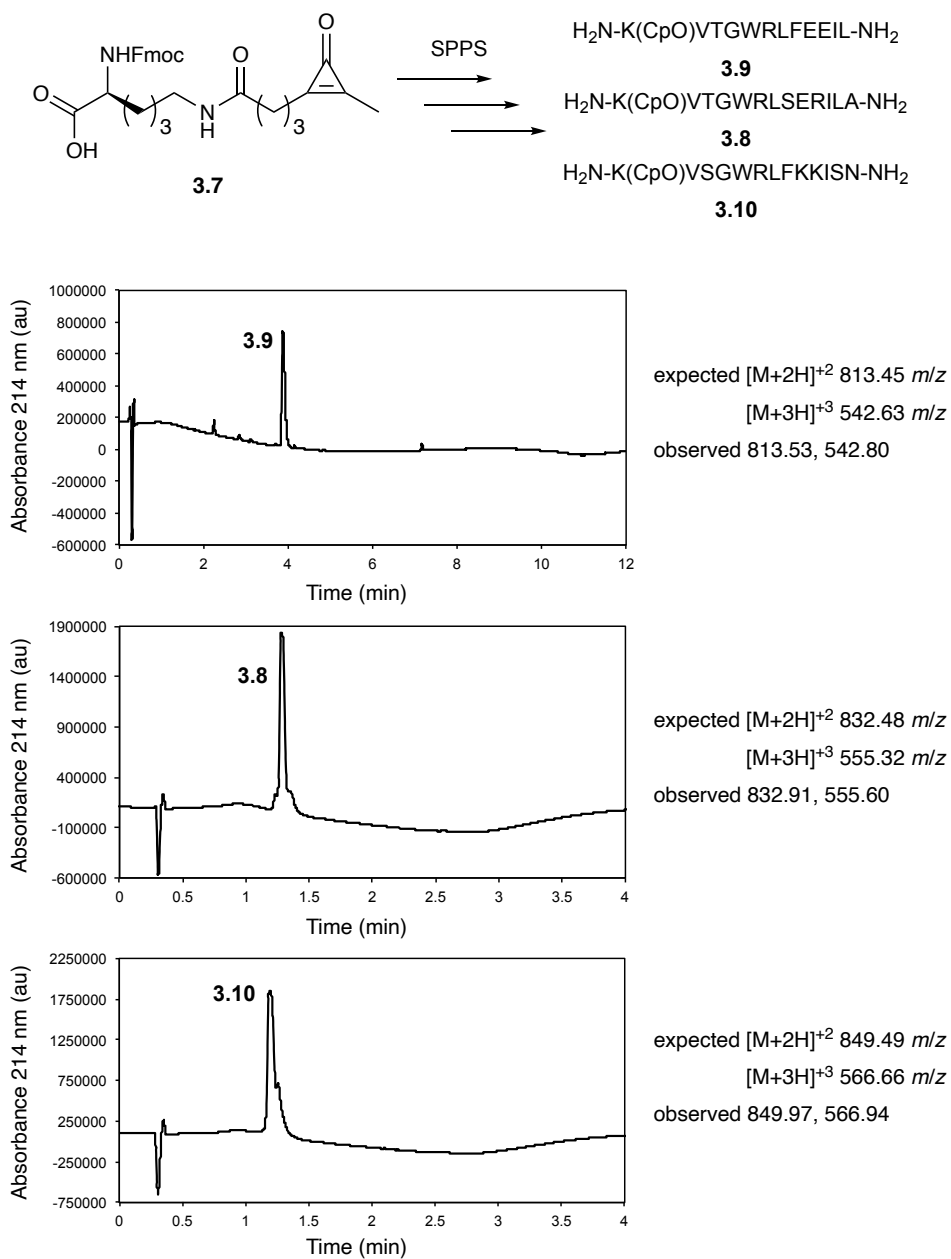 NHFmoc
O
O
O
SPPS
OH
3
N
H
3
3.7
H₂N-K(CpO)VTGWRLFEEIL-NH₂
3.9
H₂N-K(CpO)VTGWRLSERILA-NH₂
3.8
H₂N-K(CpO)VSGWRLFKKISN-NH₂
3.10
Absorbance 214 nm (au)
1000000
800000
600000
400000
200000
0
-200000
-400000
-600000
3.9
0 2 4 6 8 10 12
Time (min)
expected [M+2H]⁺² 813.45 m/z
[M+3H]⁺³ 542.63 m/z
observed 813.53, 542.80
Absorbance 214 nm (au)
1900000
1400000
900000
400000
-100000
-600000
3.8
0 0.5 1 1.5 2 2.5 3 3.5 4
Time (min)
expected [M+2H]⁺² 832.48 m/z
[M+3H]⁺³ 555.32 m/z
observed 832.91, 555.60
Absorbance 214 nm (au)
2250000
1750000
1250000
750000
250000
-250000
-750000
3.10
0 0.5 1 1.5 2 2.5 3 3.5 4
Time (min)
expected [M+2H]⁺² 849.49 m/z
[M+3H]⁺³ 566.66 m/z
observed 849.97, 566.94